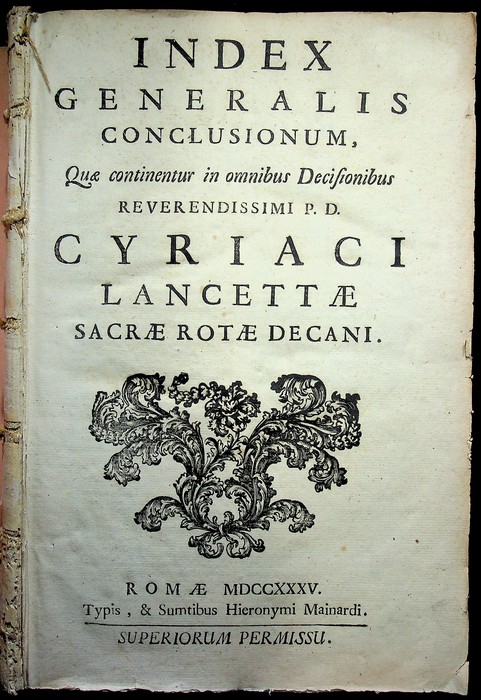 INDEX
GENERALIS
CONCLUSIONUM,
Quæ continentur in omnibus Deciſionibus
REVERENDISSIMI P. D.
CYRIACI
LANCETTÆ
SACRÆ ROTÆ DECANI.
ROMÆ MDCCXXXV.
Typis , & Sumtibus Hieronymi Mainardi.
SUPERIORUM PERMISSU.